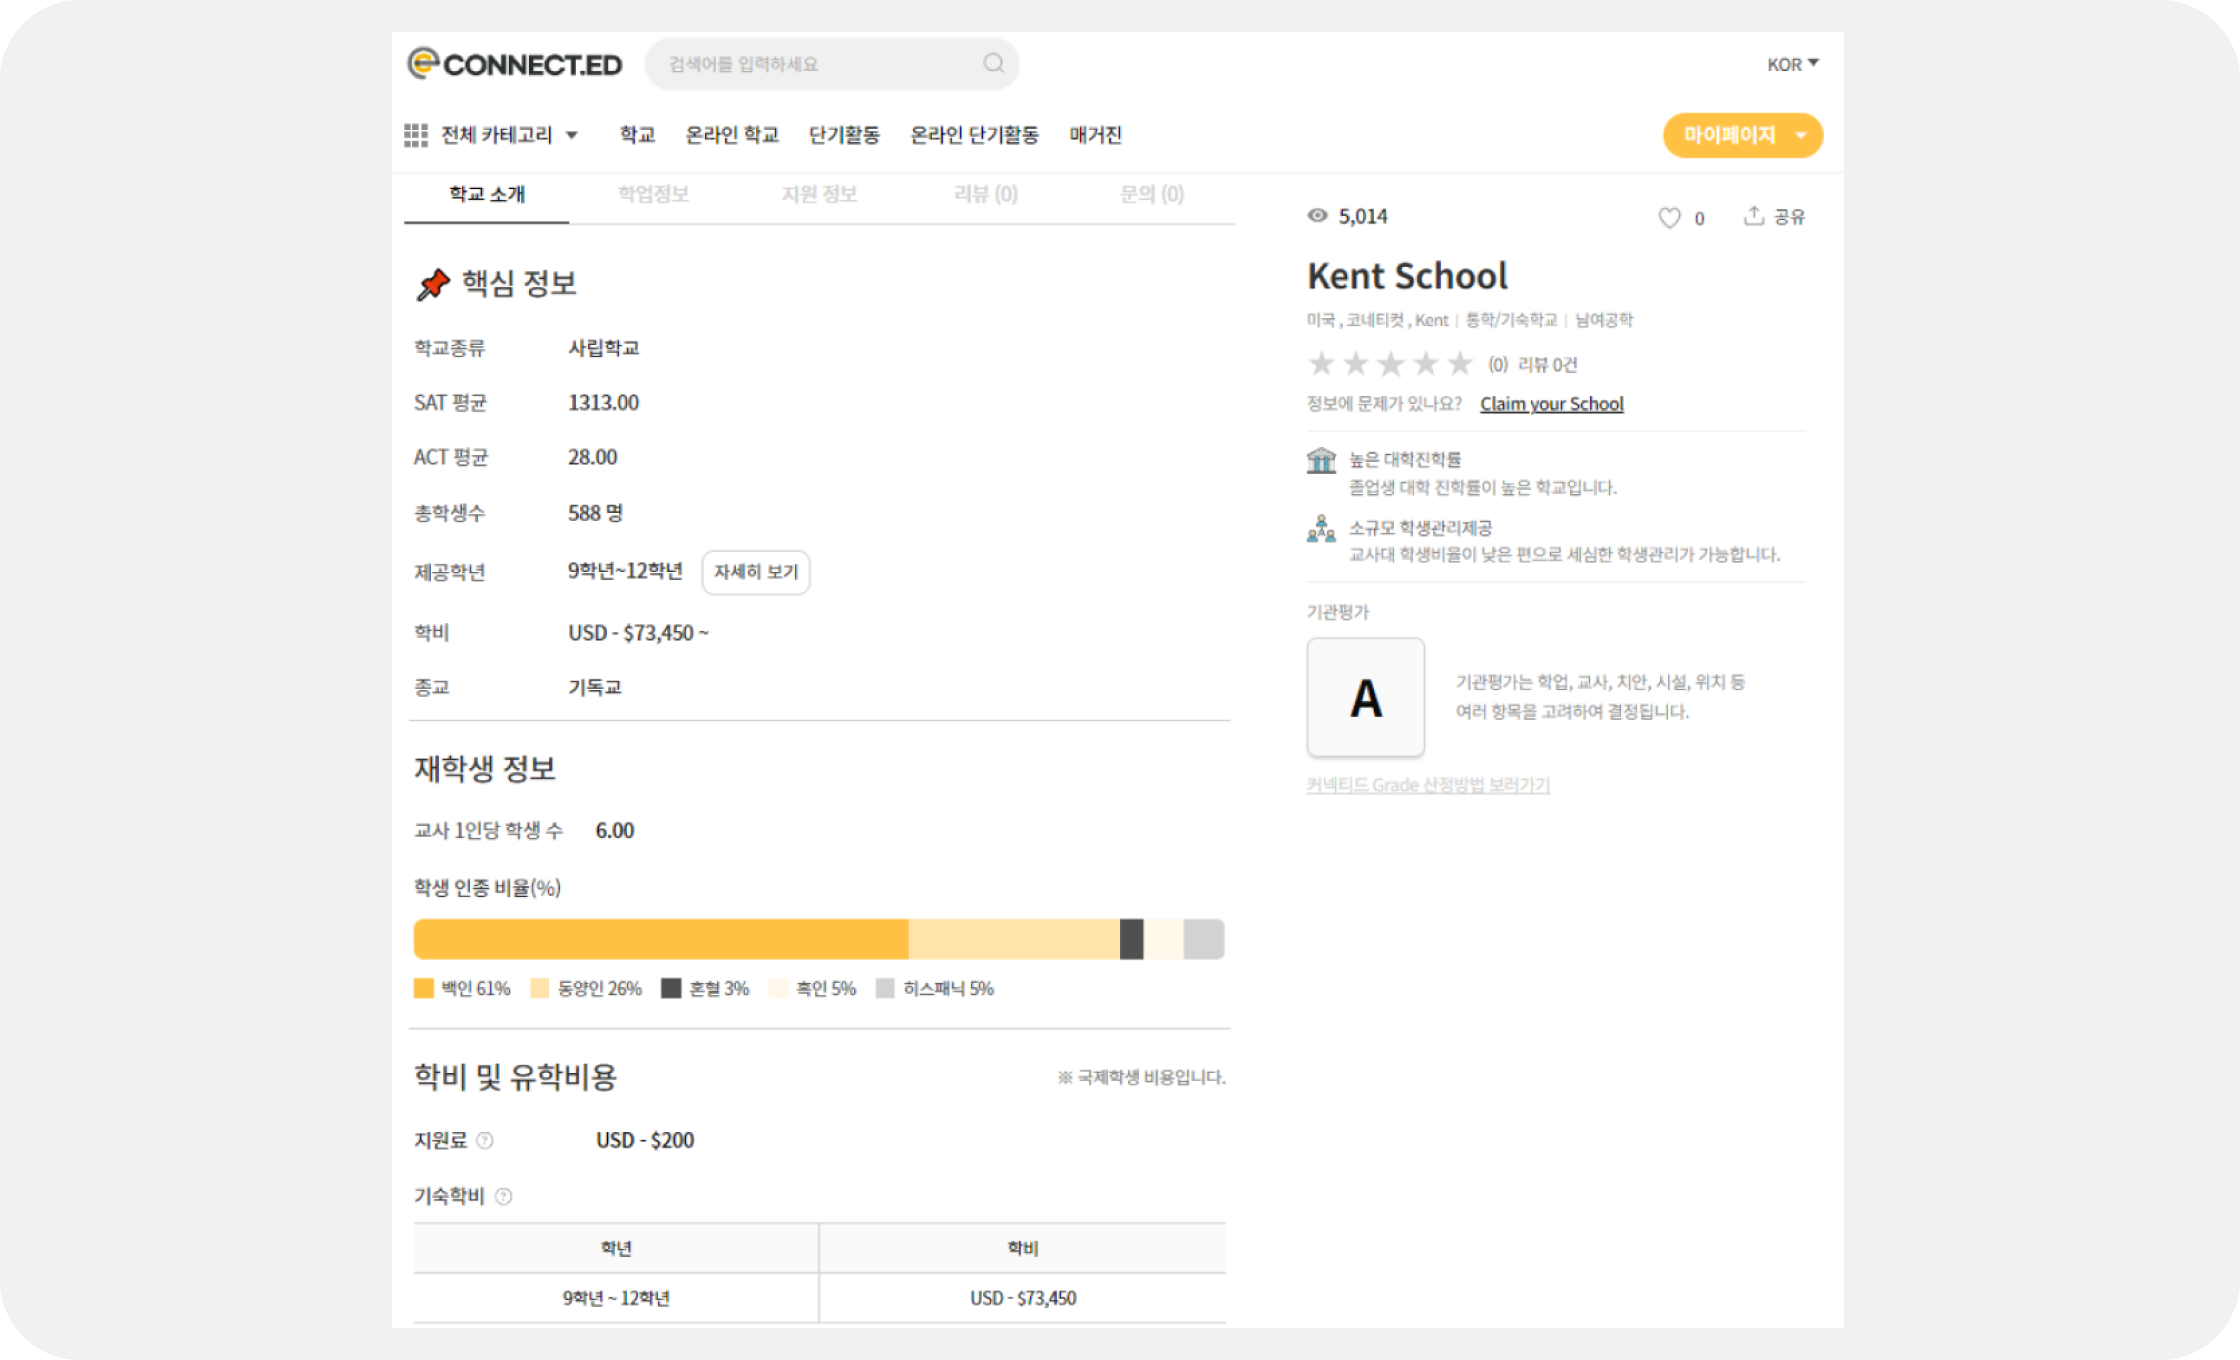 CONNECT.ED
검색어를 입력하세요
KOR
전체 카테고리
학교
온라인 학교
단기활동
온라인 단기활동
매거진
마이페이지
학교 소개
학업정보
지원 정보
리뷰 (0)
문의 (0)
핵심 정보
학교종류 사립학교
SAT 평균 1313.00
ACT 평균 28.00
총학생수 588 명
제공학년 9학년~12학년 자세히 보기
학비 USD - $73,450 ~
종교 기독교
재학생 정보
교사 1인당 학생 수 6.00
학생 인종 비율(%)
백인 61% 동양인 26% 혼혈 3% 흑인 5% 히스패닉 5%
학비 및 유학비용
※ 국제학생 비용입니다.
지원료 ? USD - $200
기숙학비 ?
학년 학비
9학년 ~ 12학년 USD - $73,450
5,014
0
공유
Kent School
미국 , 코네티컷 , Kent | 통학/기숙학교 | 남여공학
(0) 리뷰 0건
정보에 문제가 있나요? Claim your School
높은 대학진학률
졸업생 대학 진학률이 높은 학교입니다.
소규모 학생관리제공
교사대 학생비율이 낮은 편으로 세심한 학생관리가 가능합니다.
기관평가
A
기관평가는 학업, 교사, 치안, 시설, 위치 등
여러 항목을 고려하여 결정됩니다.
커넥티드 Grade 산정방법 보러가기